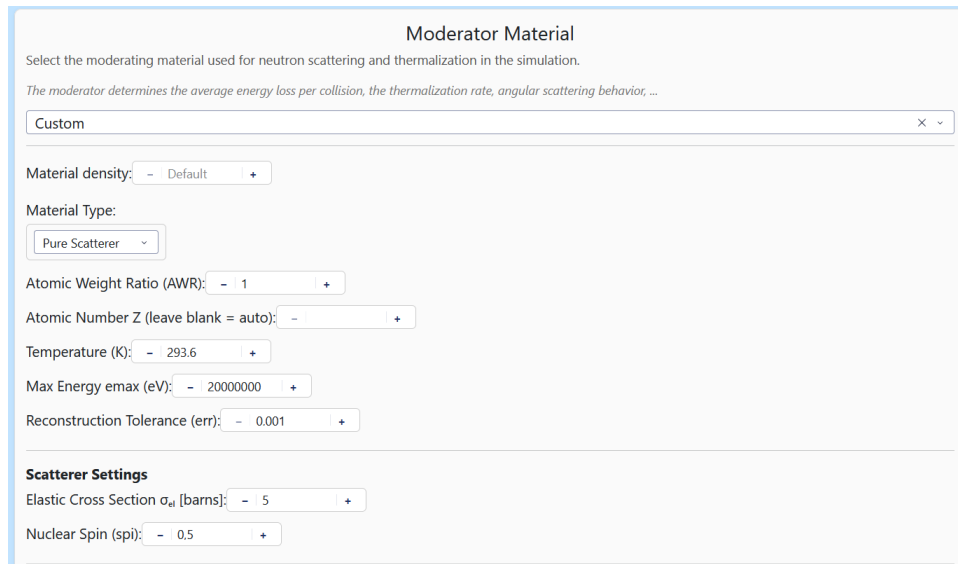 Moderator Material
Select the moderating material used for neutron scattering and thermalization in the simulation.
The moderator determines the average energy loss per collision, the thermalization rate, angular scattering behavior, ...
Custom
Material density: – Default +
Material Type:
Pure Scatterer
Atomic Weight Ratio (AWR): – 1 +
Atomic Number Z (leave blank = auto): – +
Temperature (K): – 293.6 +
Max Energy emax (eV): – 20000000 +
Reconstruction Tolerance (err): – 0.001 +
Scatterer Settings
Elastic Cross Section σₑₗ [barns]: – 5 +
Nuclear Spin (spi): – 0,5 +